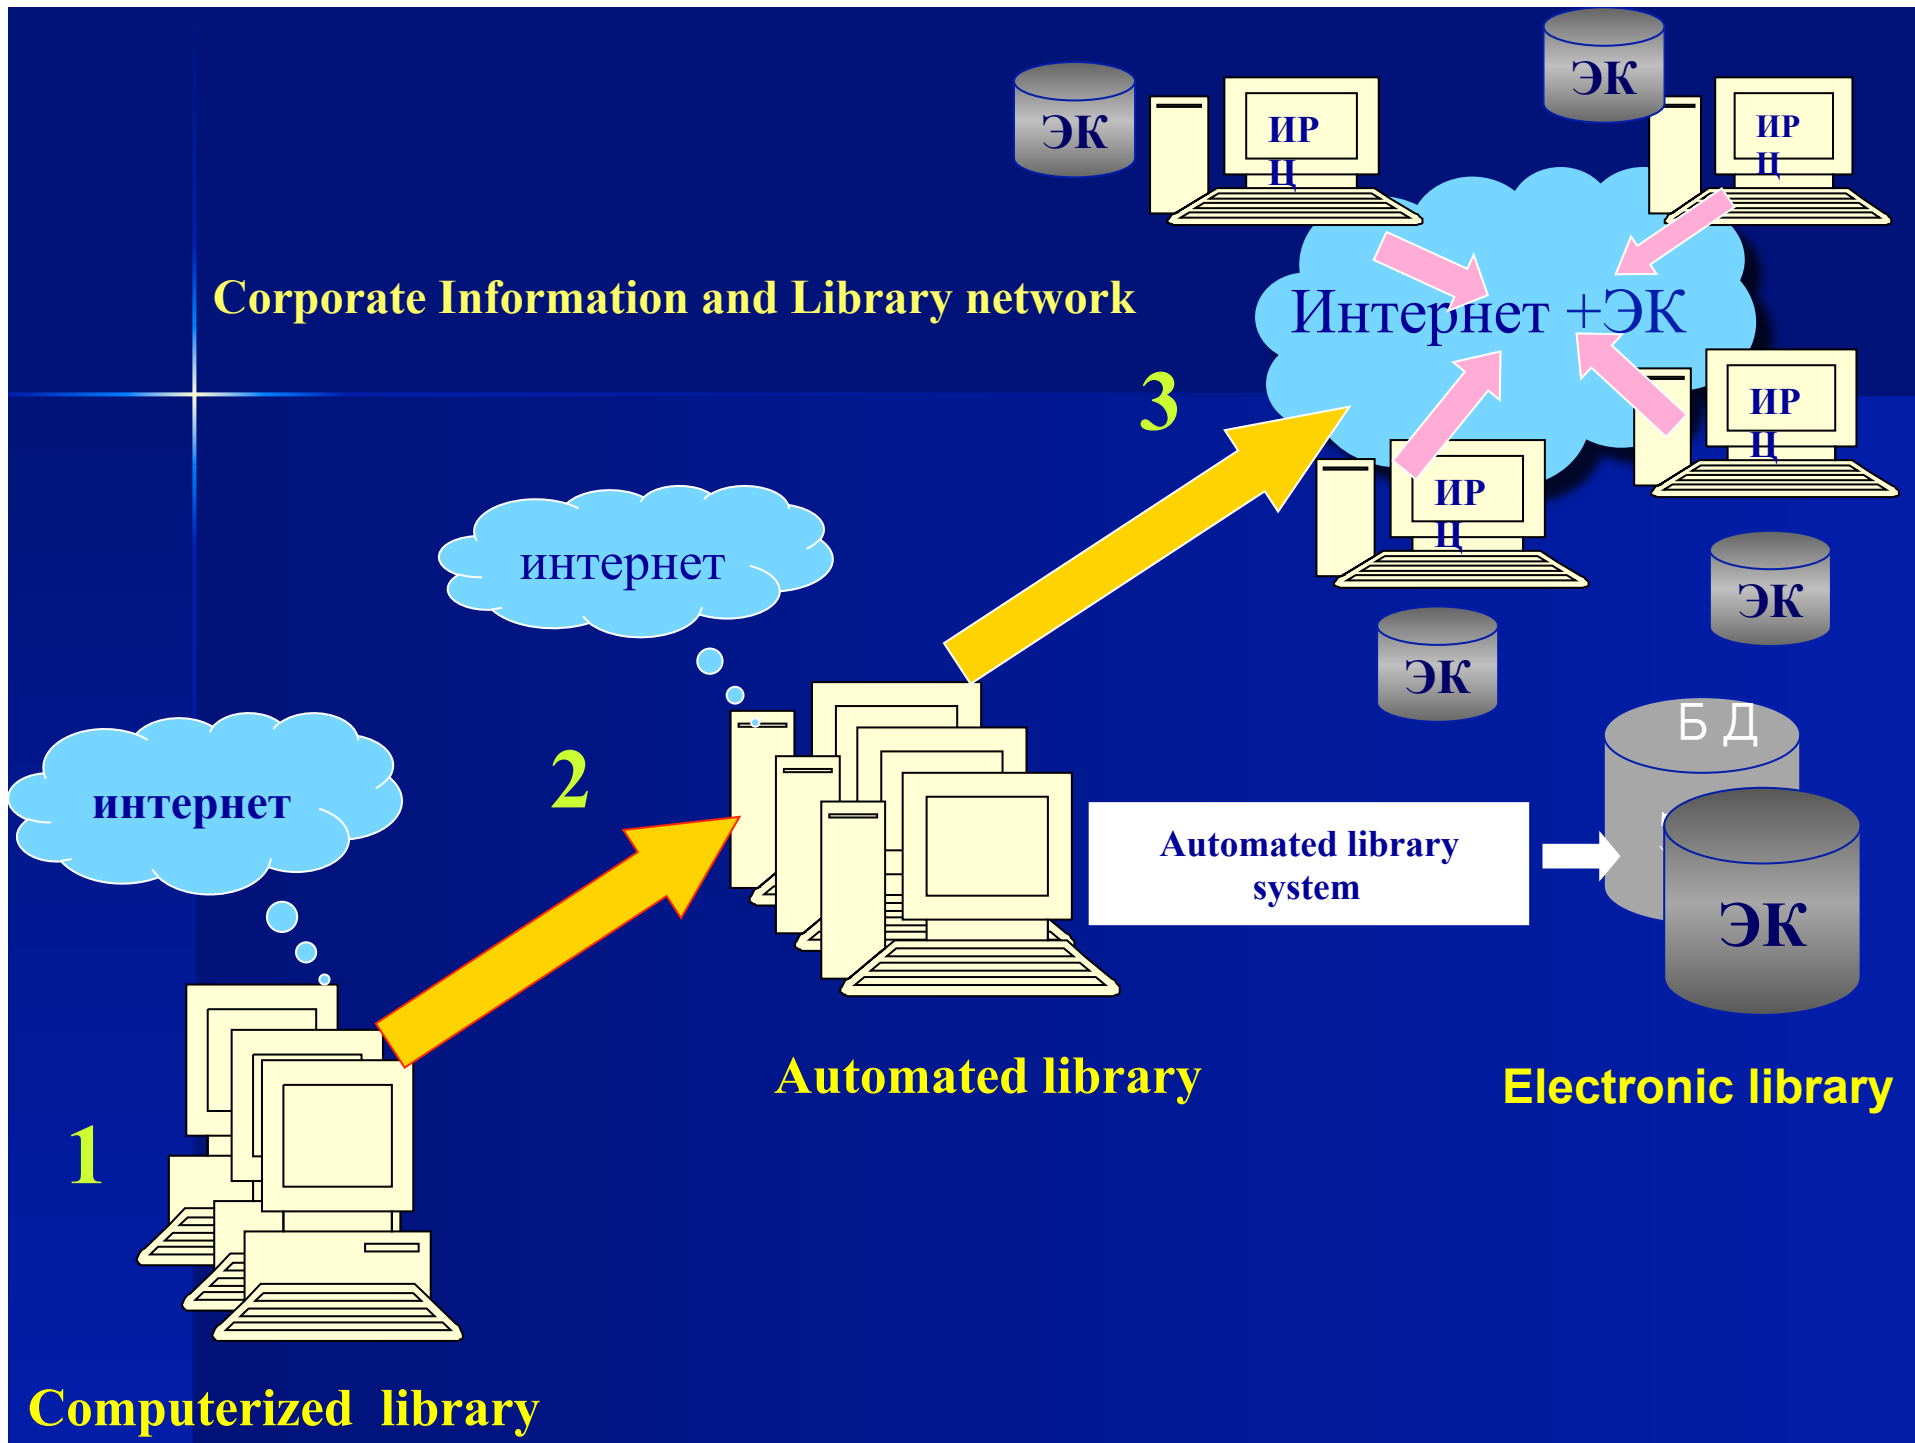 ЭК
ЭК
ИР
Ц
ИР
Ц
Corporate Information and Library network
Интернет +ЭК
3
ИР
Ц
ИР
Ц
интернет
ЭК
ЭК
Б Д
2
интернет
Automated library
system
ЭК
Automated library
Electronic library
1
Computerized library